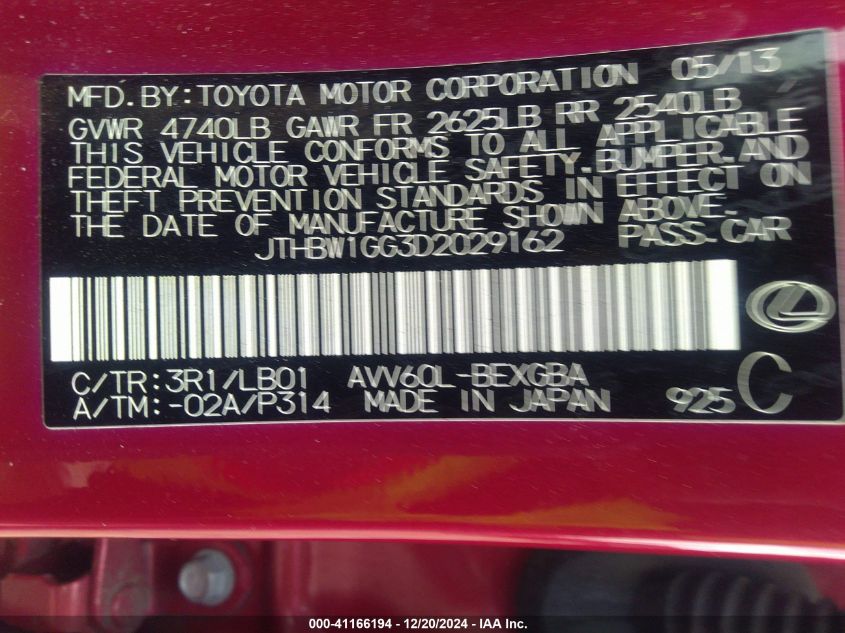 MFD.BY:TOYOTA MOTOR CORPORATION 05/13
GVWR 4740LB GAWR FR 2625LB RR 2540LB
THIS VEHICLE CONFORMS TO ALL APPLICABLE
FEDERAL MOTOR VEHICLE SAFETY.BUMPER.AND
THEFT PREVENTION STANDARDS IN EFFECT ON
THE DATE OF MANUFACTURE SHOWN ABOVE.
JTHBW1GG3D2029162 PASS.CAR
C/TR:3R1/LB01 AVV60L-BEXGBA C
A/TM:-02A/P314 MADE IN JAPAN 925
000-41166194 - 12/20/2024 - IAA Inc.